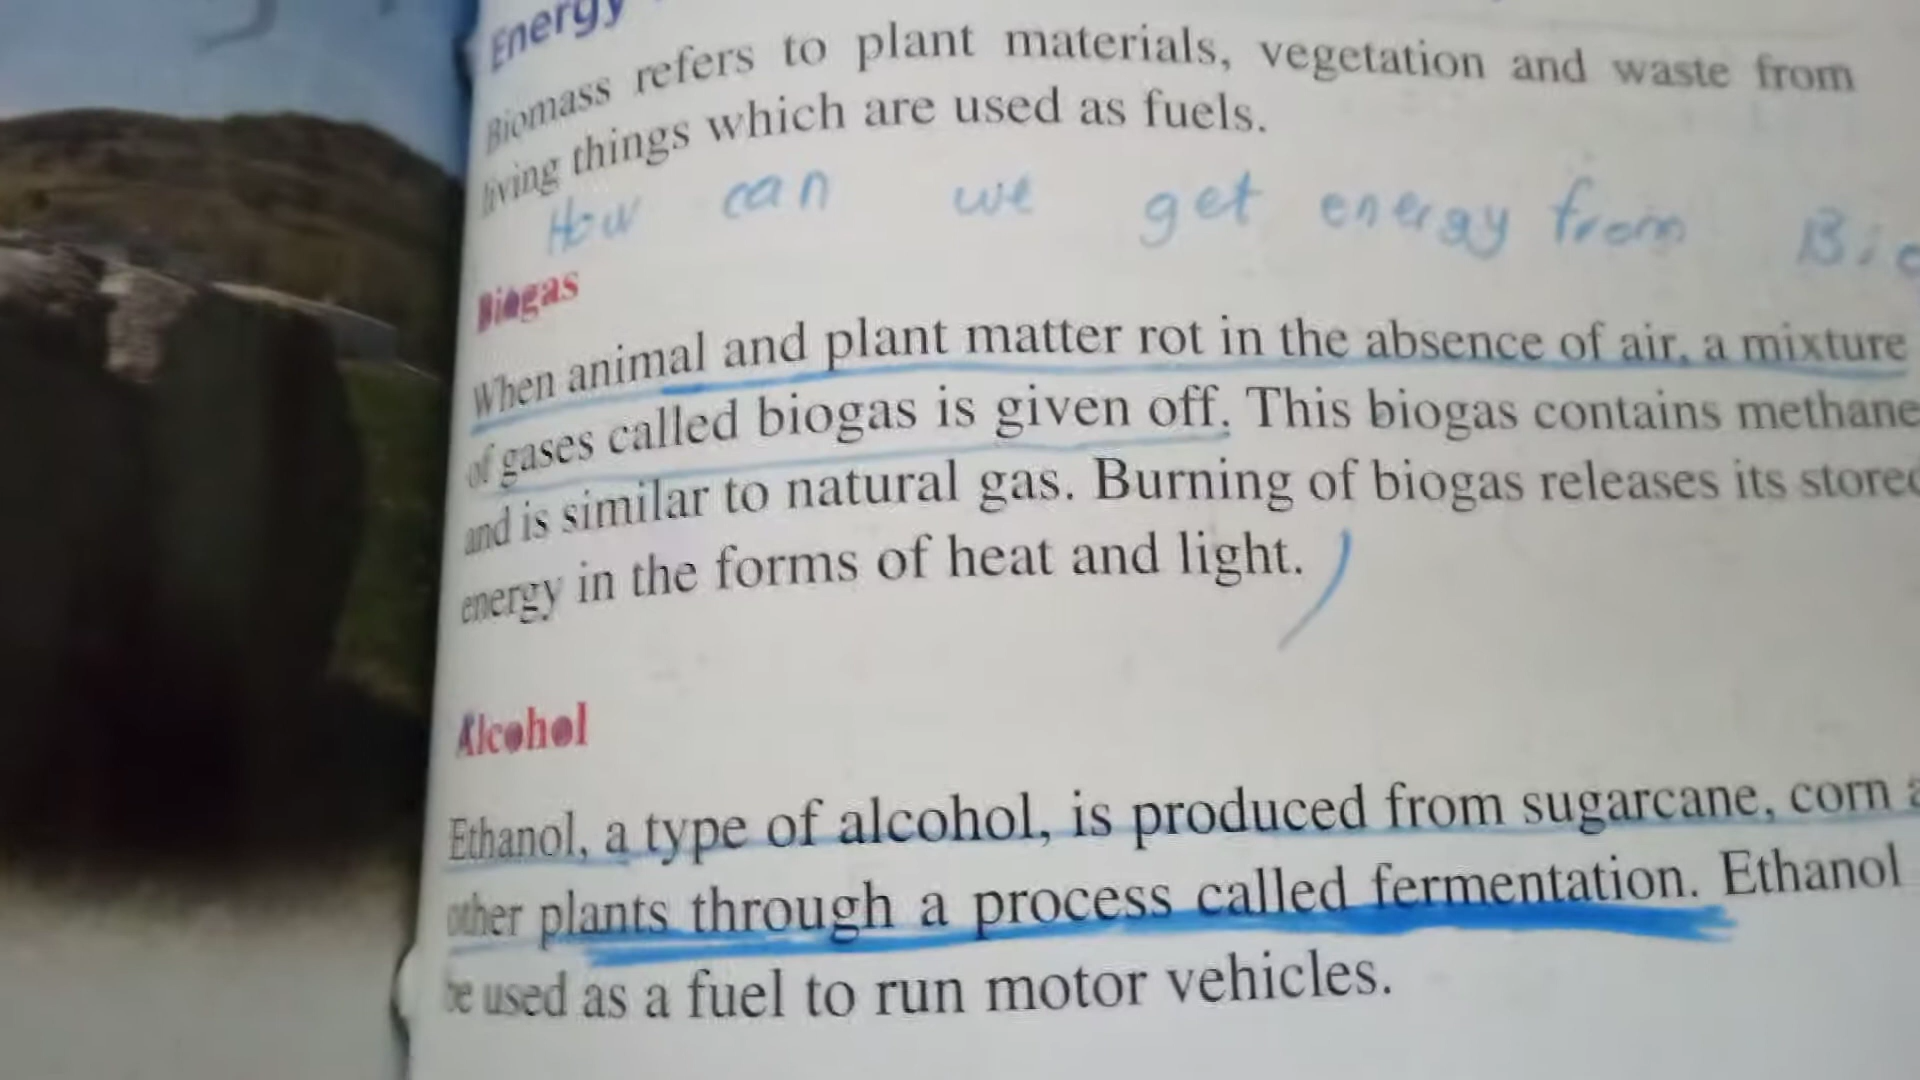 Energy
Biomass refers to plant materials, vegetation and waste from
living things which are used as fuels.
How can we get energy from
Biogas
When animal and plant matter rot in the absence of air, a mixture
of gases called biogas is given off. This biogas contains methane
and is similar to natural gas. Burning of biogas releases its stored
energy in the forms of heat and light.
Alcohol
Ethanol, a type of alcohol, is produced from sugarcane, corn
other plants through a process called fermentation. Ethanol
be used as a fuel to run motor vehicles.